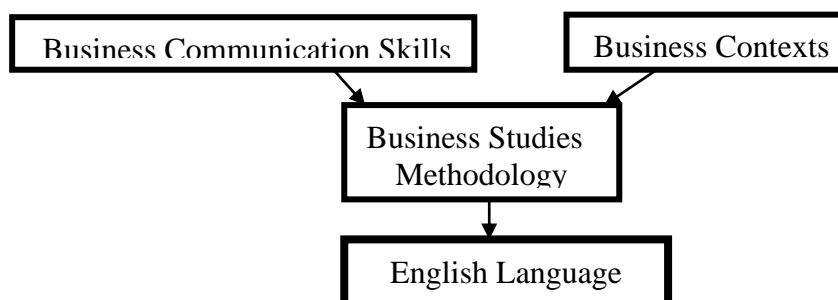 Business Communication Skills
Business Contexts
Business Studies
Methodology
English Language